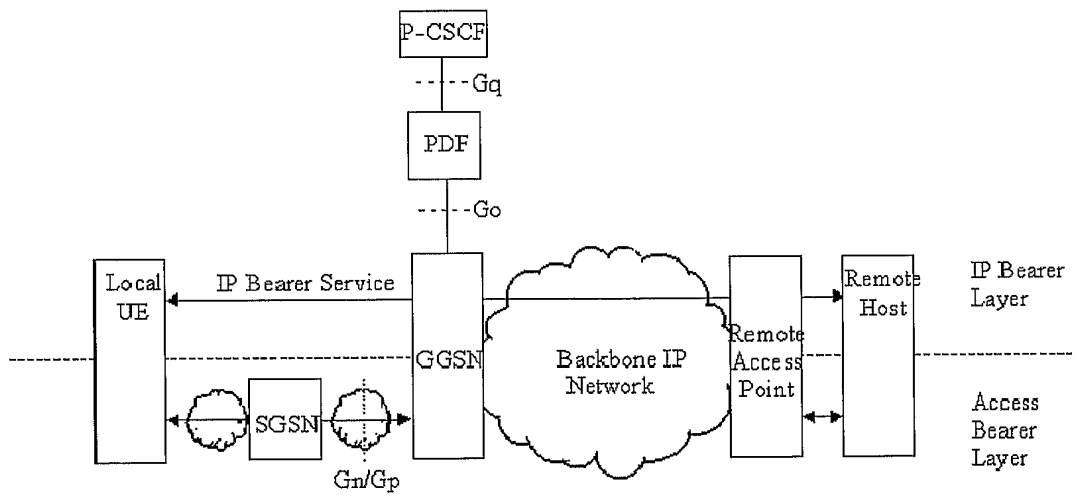 P-CSCF
Gq
PDF
Go
Local
UE
IP Bearer Service
GGSN
Backbone IP
Network
Remote
Access
Point
Remote
Host
IP Bearer
Layer
SGSN
Gn/Gp
Access
Bearer
Layer